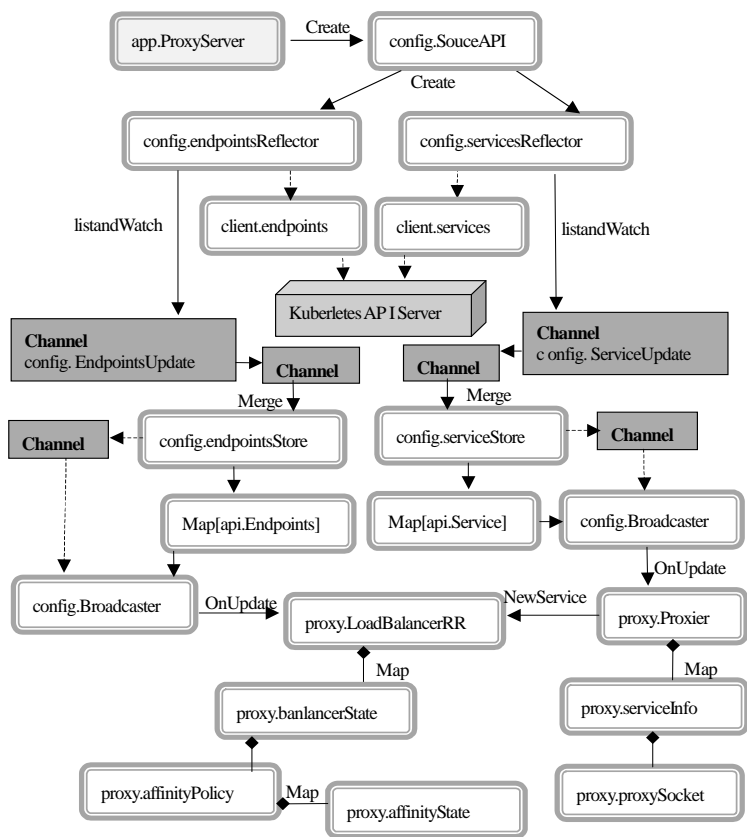 app.ProxyServer
Create
config.SouceAPI
Create
config.endpointsReflector
config.servicesReflector
listandWatch
client.endpoints
client.services
listandWatch
Kuberletes AP I Server
Channel
config. EndpointsUpdate
Channel
c onfig. ServiceUpdate
Channel
Channel
Merge
Merge
Channel
config.endpointsStore
config.serviceStore
Channel
Map[api.Endpoints]
Map[api.Service]
config.Broadcaster
config.Broadcaster
OnUpdate
OnUpdate
NewService
proxy.LoadBalancerRR
proxy.Proxier
Map
Map
proxy.banlancerState
proxy.serviceInfo
proxy.affinityPolicy
Map
proxy.affinityState
proxy.proxySocket